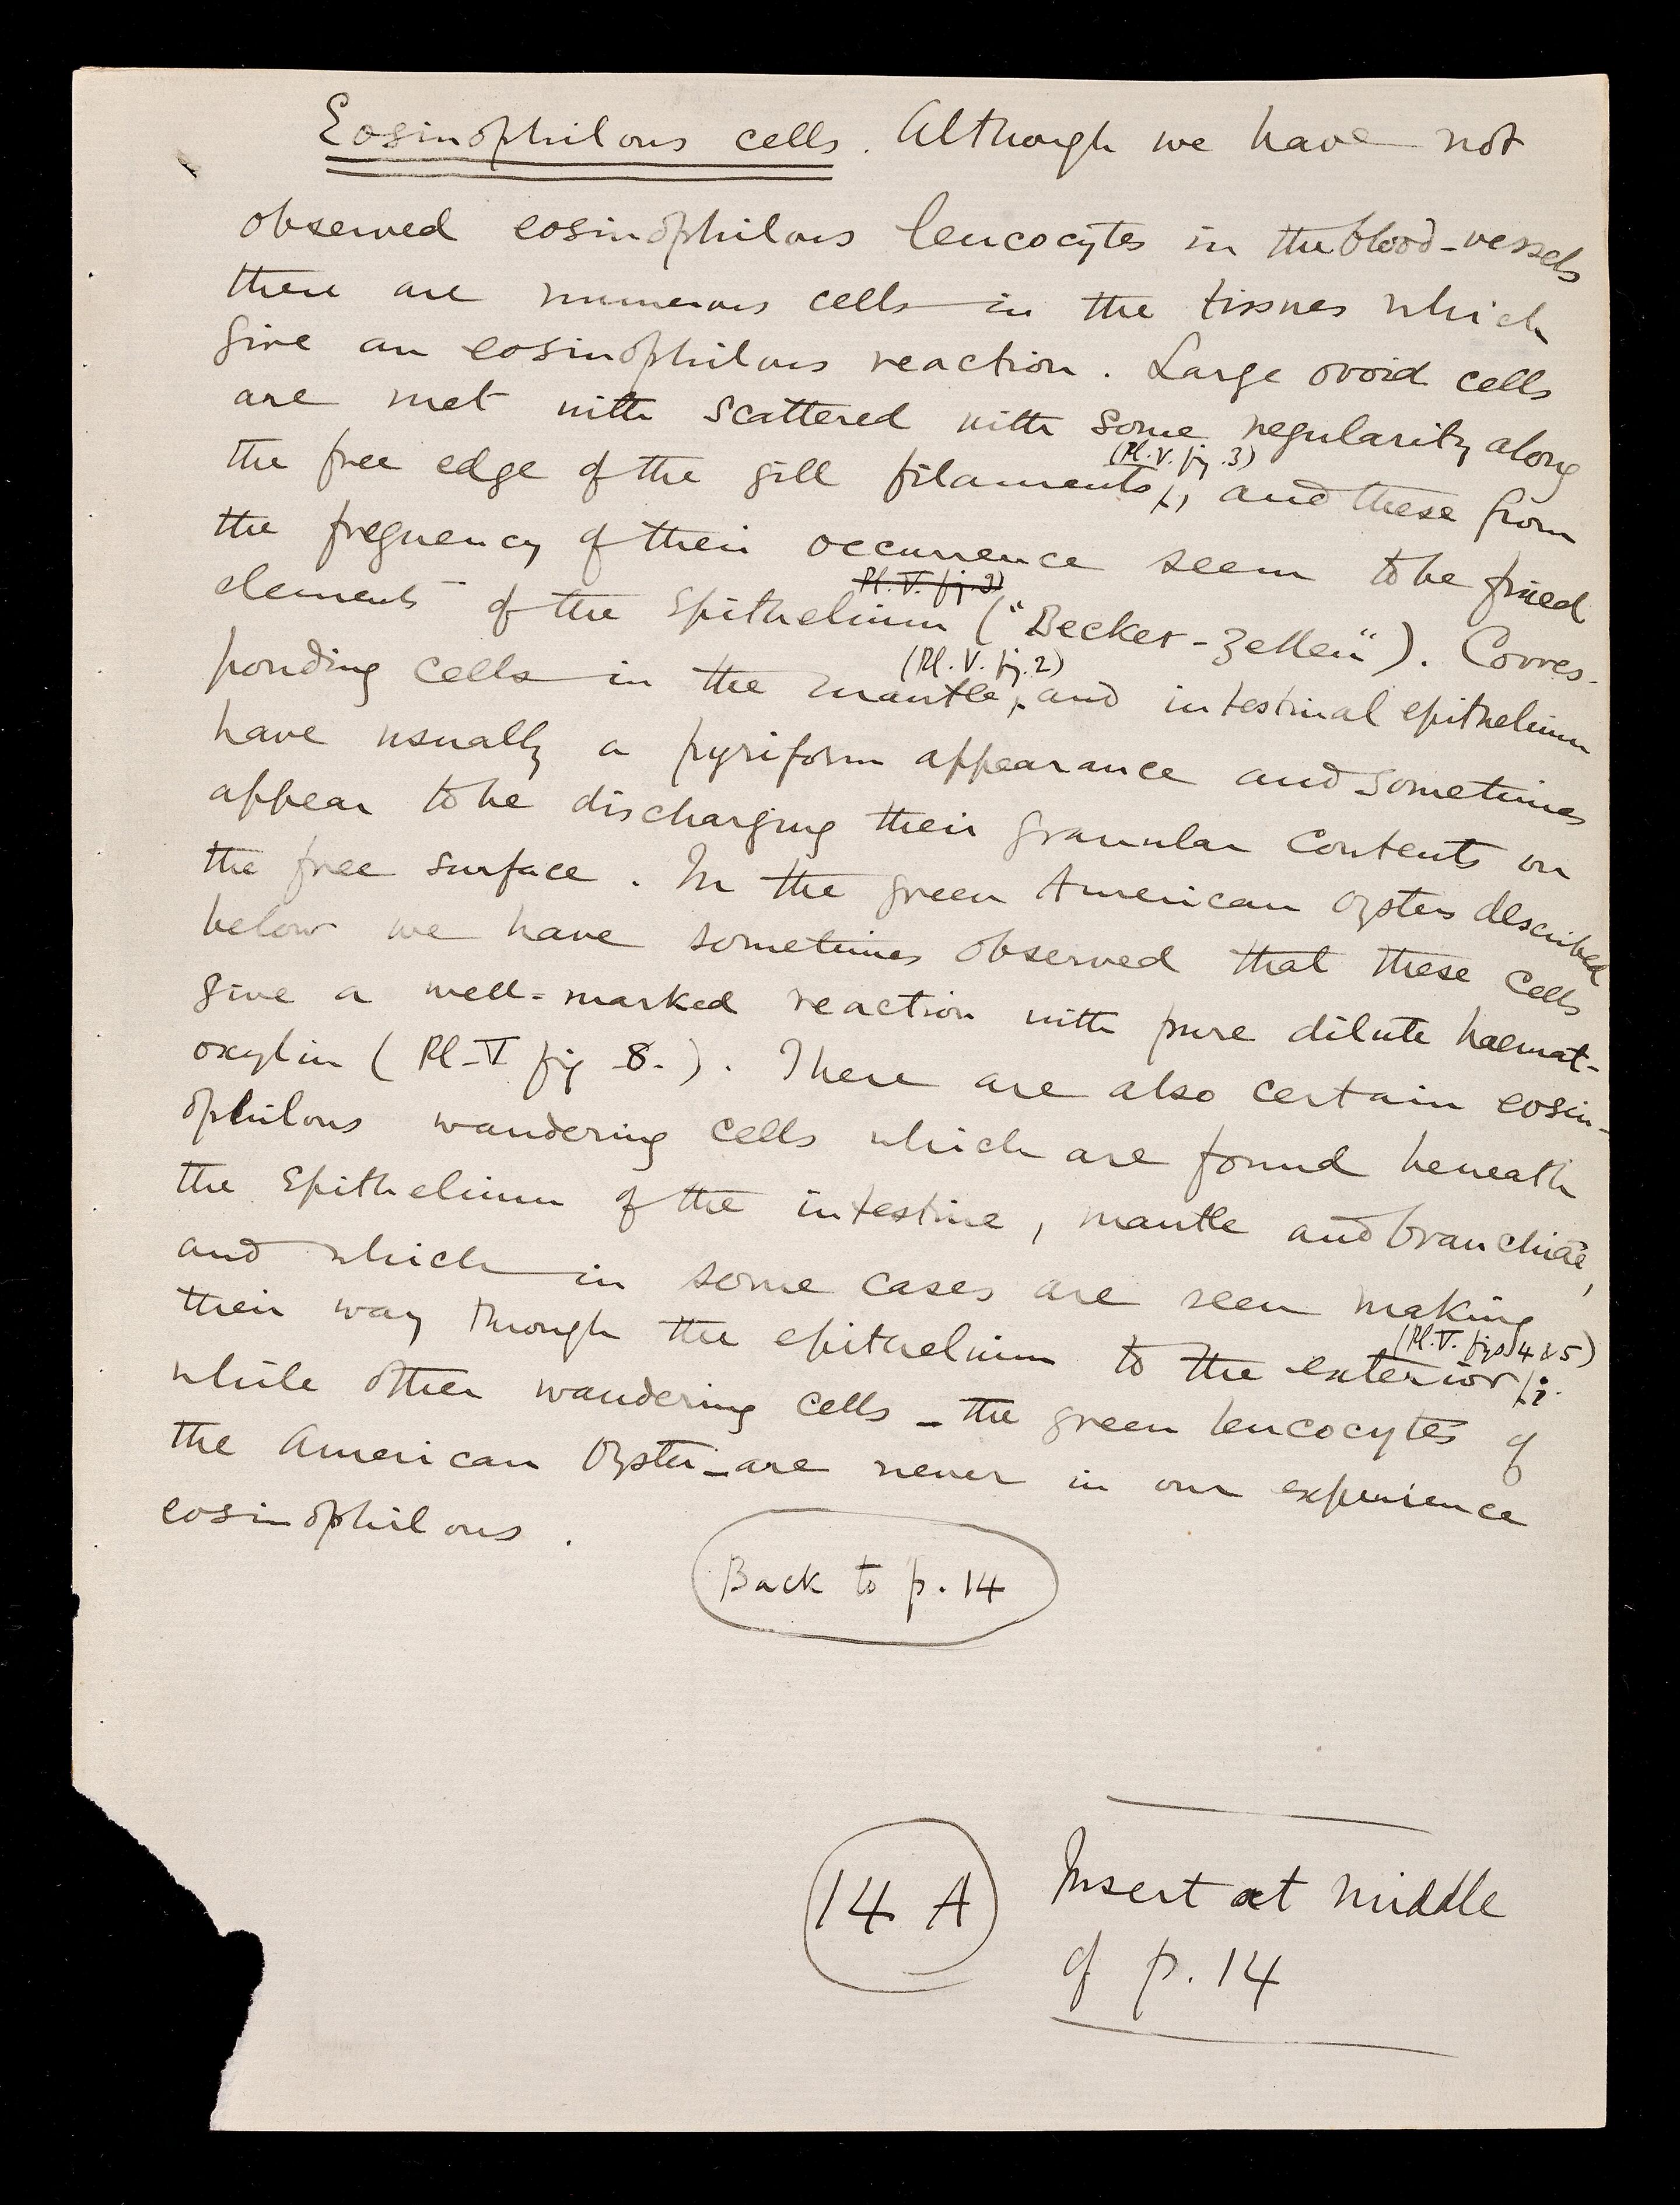 Eosinophilous cells. Although we have not
observed eosinophilous leucocytes in the blood-vessels
there are numerous cells in the tissues which
give an eosinophilous reaction. Large ovoid cells
are met with scattered with some regularity along
(Pl. V. fig. 3)
the free edge of the gill filaments, and these from
the frequency of their occurrence seem to be fixed
Pl. V. fig. 3)
elements of the epithelium ("Becker-zellen"). Corres-
(Pl. V. fig. 2)
ponding cells in the mantle, and intestinal epithelium
have usually a pyriform appearance and sometimes
appear to be discharging their granular contents on
the free surface. In the green American oysters described
below we have sometimes observed that these cells
give a well-marked reaction with pure dilute haemat-
oxylin (Pl. V fig 8.). There are also certain eosin-
ophilous wandering cells which are found beneath
the epithelium of the intestine, mantle and branchiae,
and which in some cases are seen making
(Pl. V. figs 4 & 5)
their way through the epithelium to the exterior;
while other wandering cells - the green leucocytes of
the American Oyster - are never in our experience
eosinophilous.
Back to p. 14
14 A
Insert at middle
of p. 14